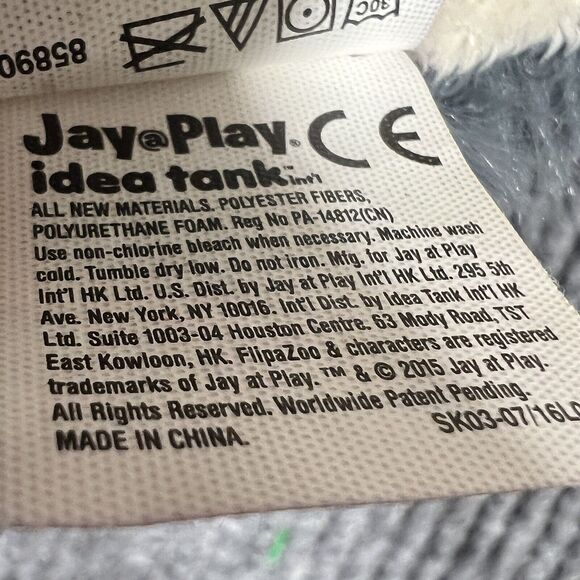 85890
30C
Jay@Play® CE
idea tank™ int'l
ALL NEW MATERIALS. POLYESTER FIBERS,
POLYURETHANE FOAM. Reg No PA-14812(CN)
Use non-chlorine bleach when necessary. Machine wash
cold. Tumble dry low. Do not iron. Mfg. for Jay at Play
Int'l HK Ltd. U.S. Dist. by Jay at Play Int'l HK Ltd. 295 5th
Ave. New York, NY 10016. Int'l Dist. by Idea Tank Int'l HK
Ltd. Suite 1003-04 Houston Centre. 63 Mody Road, TST
East Kowloon, HK. FlipaZoo & characters are registered
trademarks of Jay at Play. ™ & © 2015 Jay at Play.
All Rights Reserved. Worldwide Patent Pending.
MADE IN CHINA. SK03-07/16LC